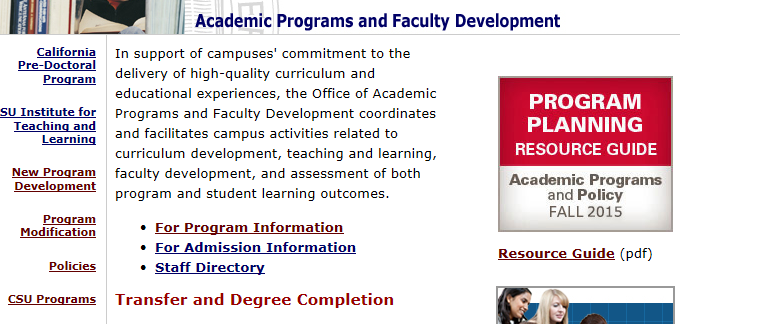 Academic Programs and Faculty Development
California
Pre-Doctoral
Program
SU Institute for
Teaching and
Learning
New Program
Development
Program
Modification
Policies
CSU Programs
In support of campuses' commitment to the
delivery of high-quality curriculum and
educational experiences, the Office of Academic
Programs and Faculty Development coordinates
and facilitates campus activities related to
curriculum development, teaching and learning,
faculty development, and assessment of both
program and student learning outcomes.
• For Program Information
• For Admission Information
• Staff Directory
Transfer and Degree Completion
PROGRAM
PLANNING
RESOURCE GUIDE
Academic Programs
and Policy
FALL 2015
Resource Guide (pdf)